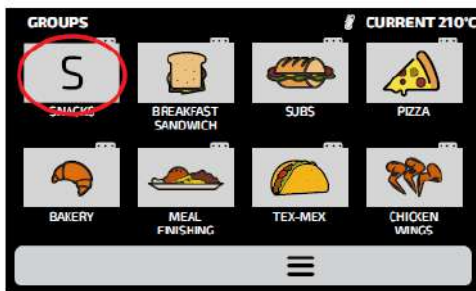 GROUPS
CURRENT 210°C
S
SNACKS
BREAKFAST
SANDWICH
SUBS
PIZZA
BAKERY
MEAL
FINISHING
TEX-MEX
CHICKEN
WINGS